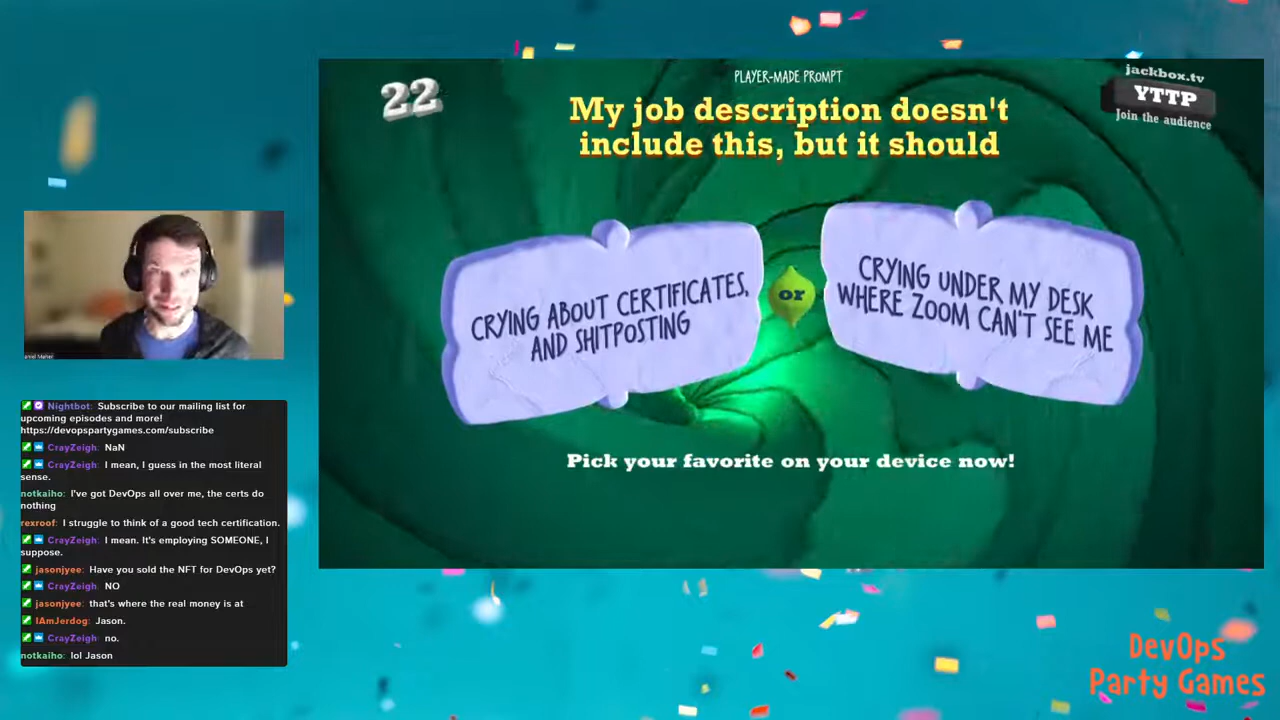 22
PLAYER-MADE PROMPT
My job description doesn't
include this, but it should
jackbox.tv
YTTP
Join the audience
CRYING ABOUT CERTIFICATES,
AND SHITPOSTING
or
CRYING UNDER MY DESK
WHERE ZOOM CAN'T SEE ME
Pick your favorite on your device now!
Nightbot: Subscribe to our mailing list for
upcoming episodes and more!
https://devopspartygames.com/subscribe
CrayZeigh: NaN
CrayZeigh: I mean, I guess in the most literal
sense.
notkaiho: I've got DevOps all over me, the certs do
nothing
rexroof: I struggle to think of a good tech certification.
CrayZeigh: I mean. It's employing SOMEONE, I
suppose.
jasonjyee: Have you sold the NFT for DevOps yet?
CrayZeigh: NO
jasonjyee: that's where the real money is at
IAmJerdog: Jason.
CrayZeigh: no.
notkaiho: lol Jason
DevOps
Party Games